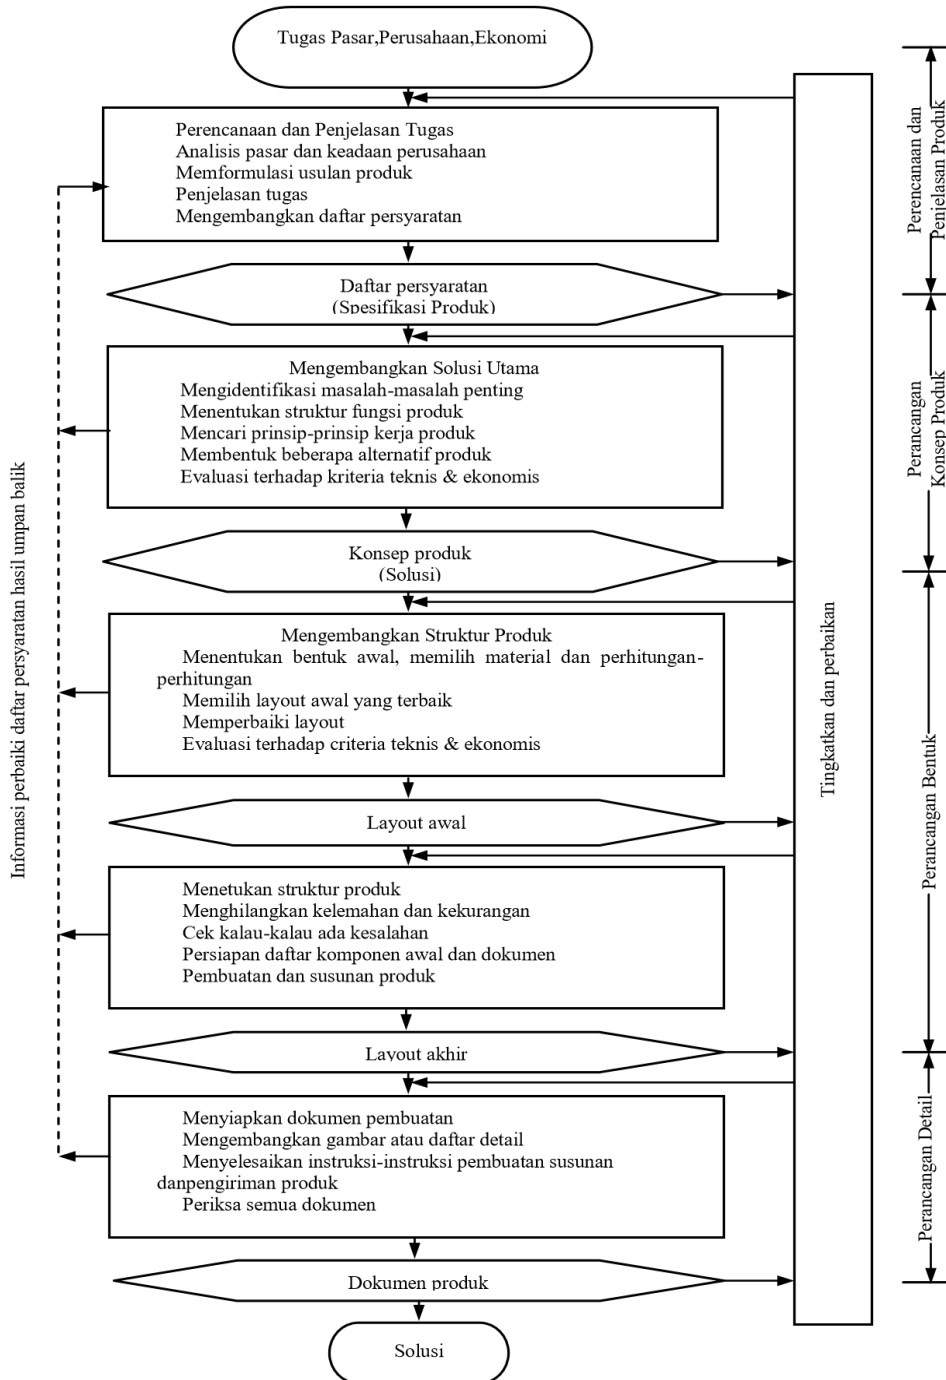 Tugas Pasar,Perusahaan,Ekonomi
Perencanaan dan Penjelasan Tugas
Analisis pasar dan keadaan perusahaan
Memformulasi usulan produk
Penjelasan tugas
Mengembangkan daftar persyaratan
Daftar persyaratan
(Spesifikasi Produk)
Mengembangkan Solusi Utama
Mengidentifikasi masalah-masalah penting
Menentukan struktur fungsi produk
Mencari prinsip-prinsip kerja produk
Membentuk beberapa alternatif produk
Evaluasi terhadap kriteria teknis & ekonomis
Konsep produk
(Solusi)
Mengembangkan Struktur Produk
Menentukan bentuk awal, memilih material dan perhitungan-
perhitungan
Memilih layout awal yang terbaik
Memperbaiki layout
Evaluasi terhadap criteria teknis & ekonomis
Layout awal
Menetukan struktur produk
Menghilangkan kelemahan dan kekurangan
Cek kalau-kalau ada kesalahan
Persiapan daftar komponen awal dan dokumen
Pembuatan dan susunan produk
Layout akhir
Menyiapkan dokumen pembuatan
Mengembangkan gambar atau daftar detail
Menyelesaikan instruksi-instruksi pembuatan susunan
danpengiriman produk
Periksa semua dokumen
Dokumen produk
Solusi
Informasi perbaiki daftar persyaratan hasil umpan balik
Tingkatkan dan perbaikan
Perencanaan dan
Penjelasan Produk
Perancangan
Konsep Produk
Perancangan Bentuk
Perancangan Detail